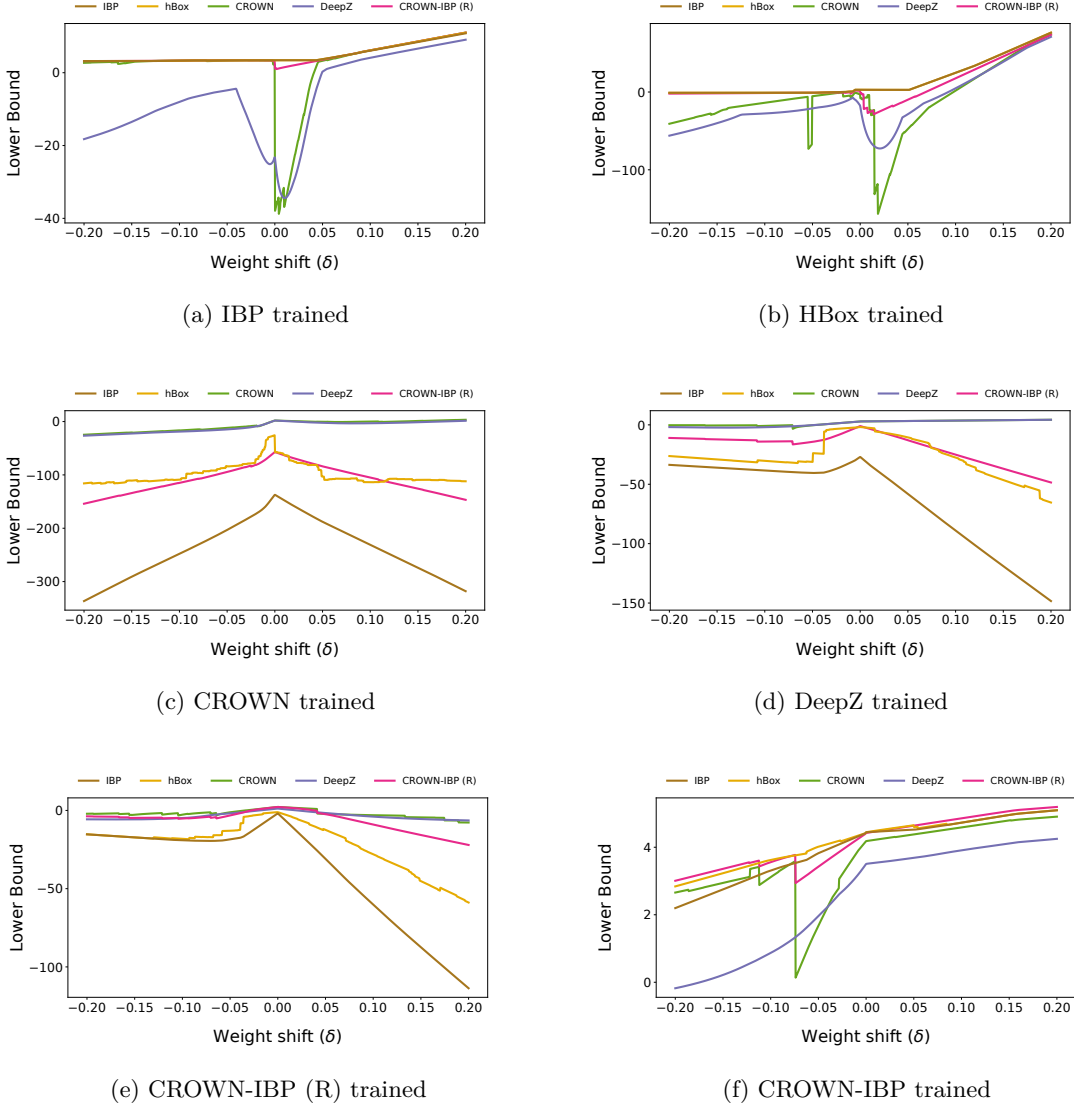 IBP hBox CROWN DeepZ CROWN-IBP (R)
0
−20
−40
Lower Bound
−0.20 −0.15 −0.10 −0.05 0.00 0.05 0.10 0.15 0.20
Weight shift (δ)
(a) IBP trained
IBP hBox CROWN DeepZ CROWN-IBP (R)
0
−100
Lower Bound
−0.20 −0.15 −0.10 −0.05 0.00 0.05 0.10 0.15 0.20
Weight shift (δ)
(b) HBox trained
IBP hBox CROWN DeepZ CROWN-IBP (R)
0
−100
−200
−300
Lower Bound
−0.20 −0.15 −0.10 −0.05 0.00 0.05 0.10 0.15 0.20
Weight shift (δ)
(c) CROWN trained
IBP hBox CROWN DeepZ CROWN-IBP (R)
0
−50
−100
−150
Lower Bound
−0.20 −0.15 −0.10 −0.05 0.00 0.05 0.10 0.15 0.20
Weight shift (δ)
(d) DeepZ trained
IBP hBox CROWN DeepZ CROWN-IBP (R)
0
−50
−100
Lower Bound
−0.20 −0.15 −0.10 −0.05 0.00 0.05 0.10 0.15 0.20
Weight shift (δ)
(e) CROWN-IBP (R) trained
IBP hBox CROWN DeepZ CROWN-IBP (R)
4
2
0
Lower Bound
−0.20 −0.15 −0.10 −0.05 0.00 0.05 0.10 0.15 0.20
Weight shift (δ)
(f) CROWN-IBP trained